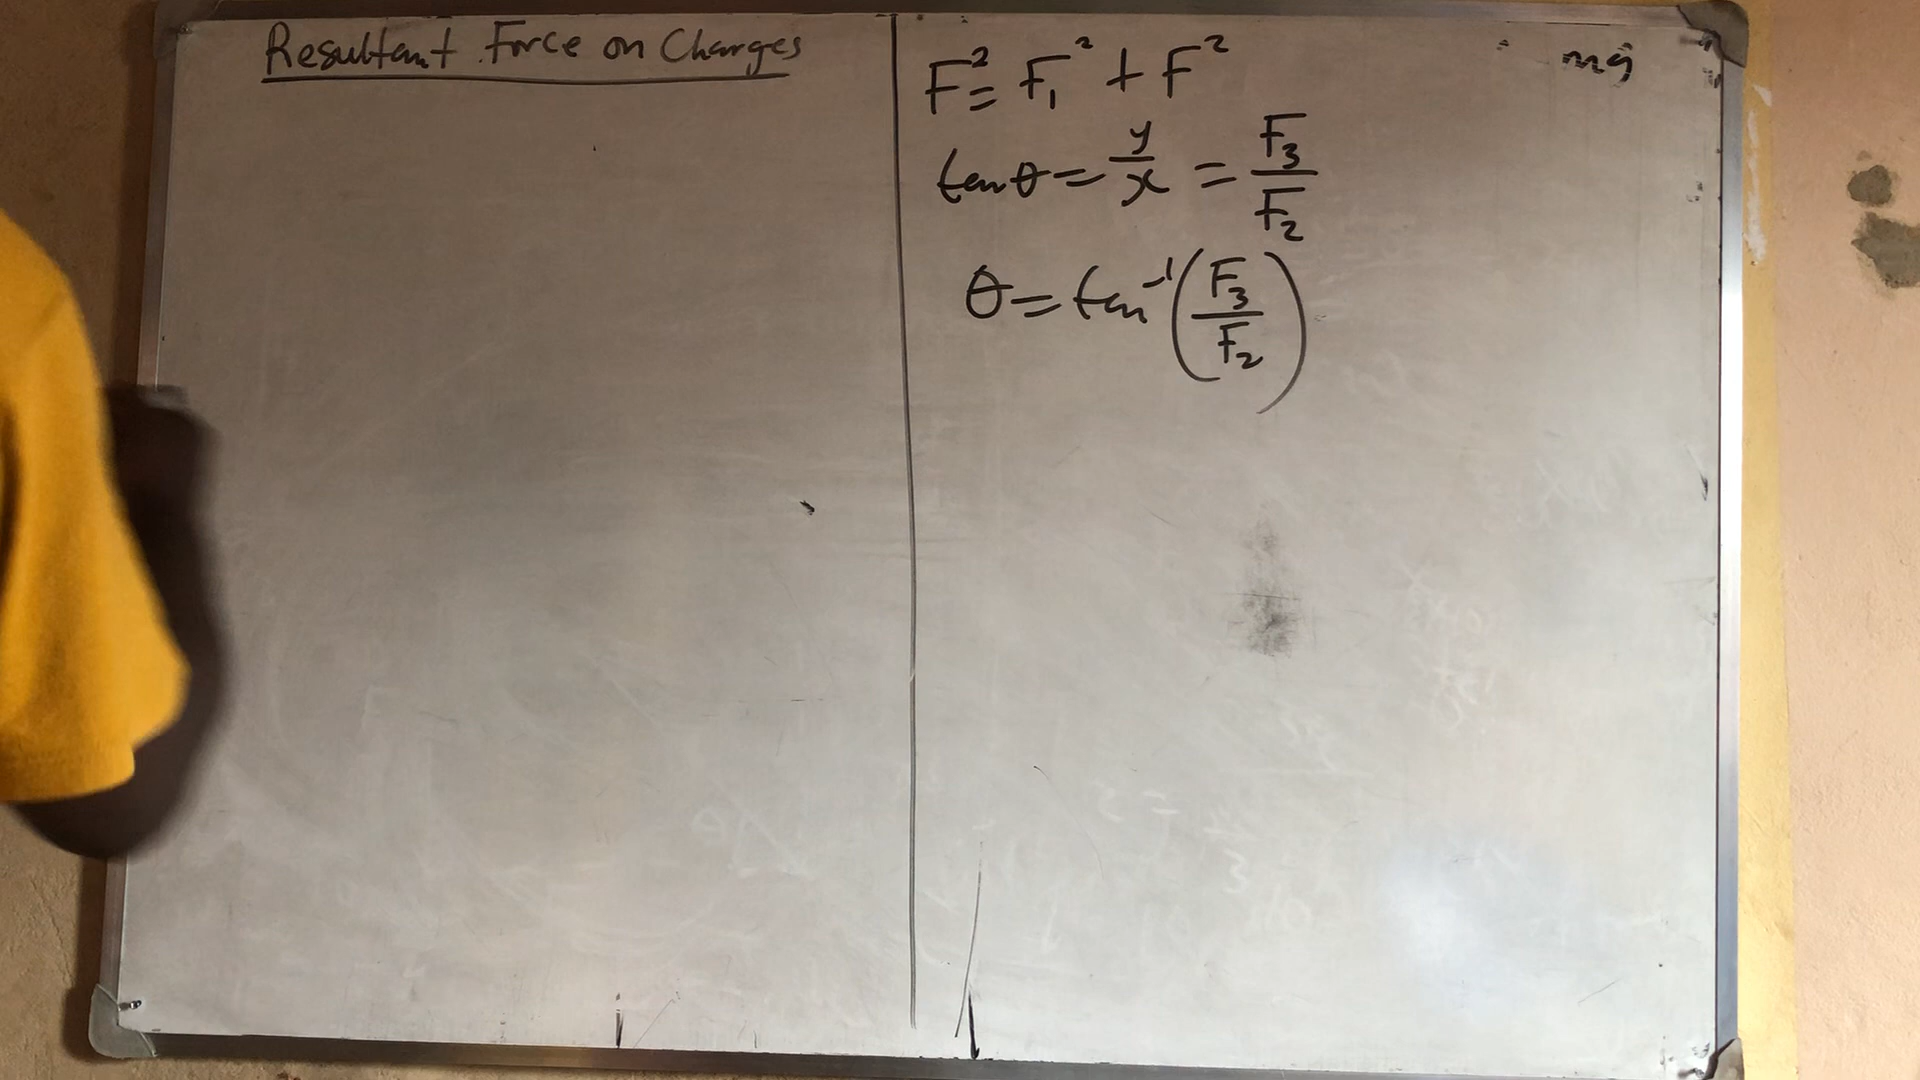 Resultant Force on Charges
F² = F₁² + F²
tanθ = y/x = F₃/F₂
θ = tan⁻¹(F₃/F₂)
mg